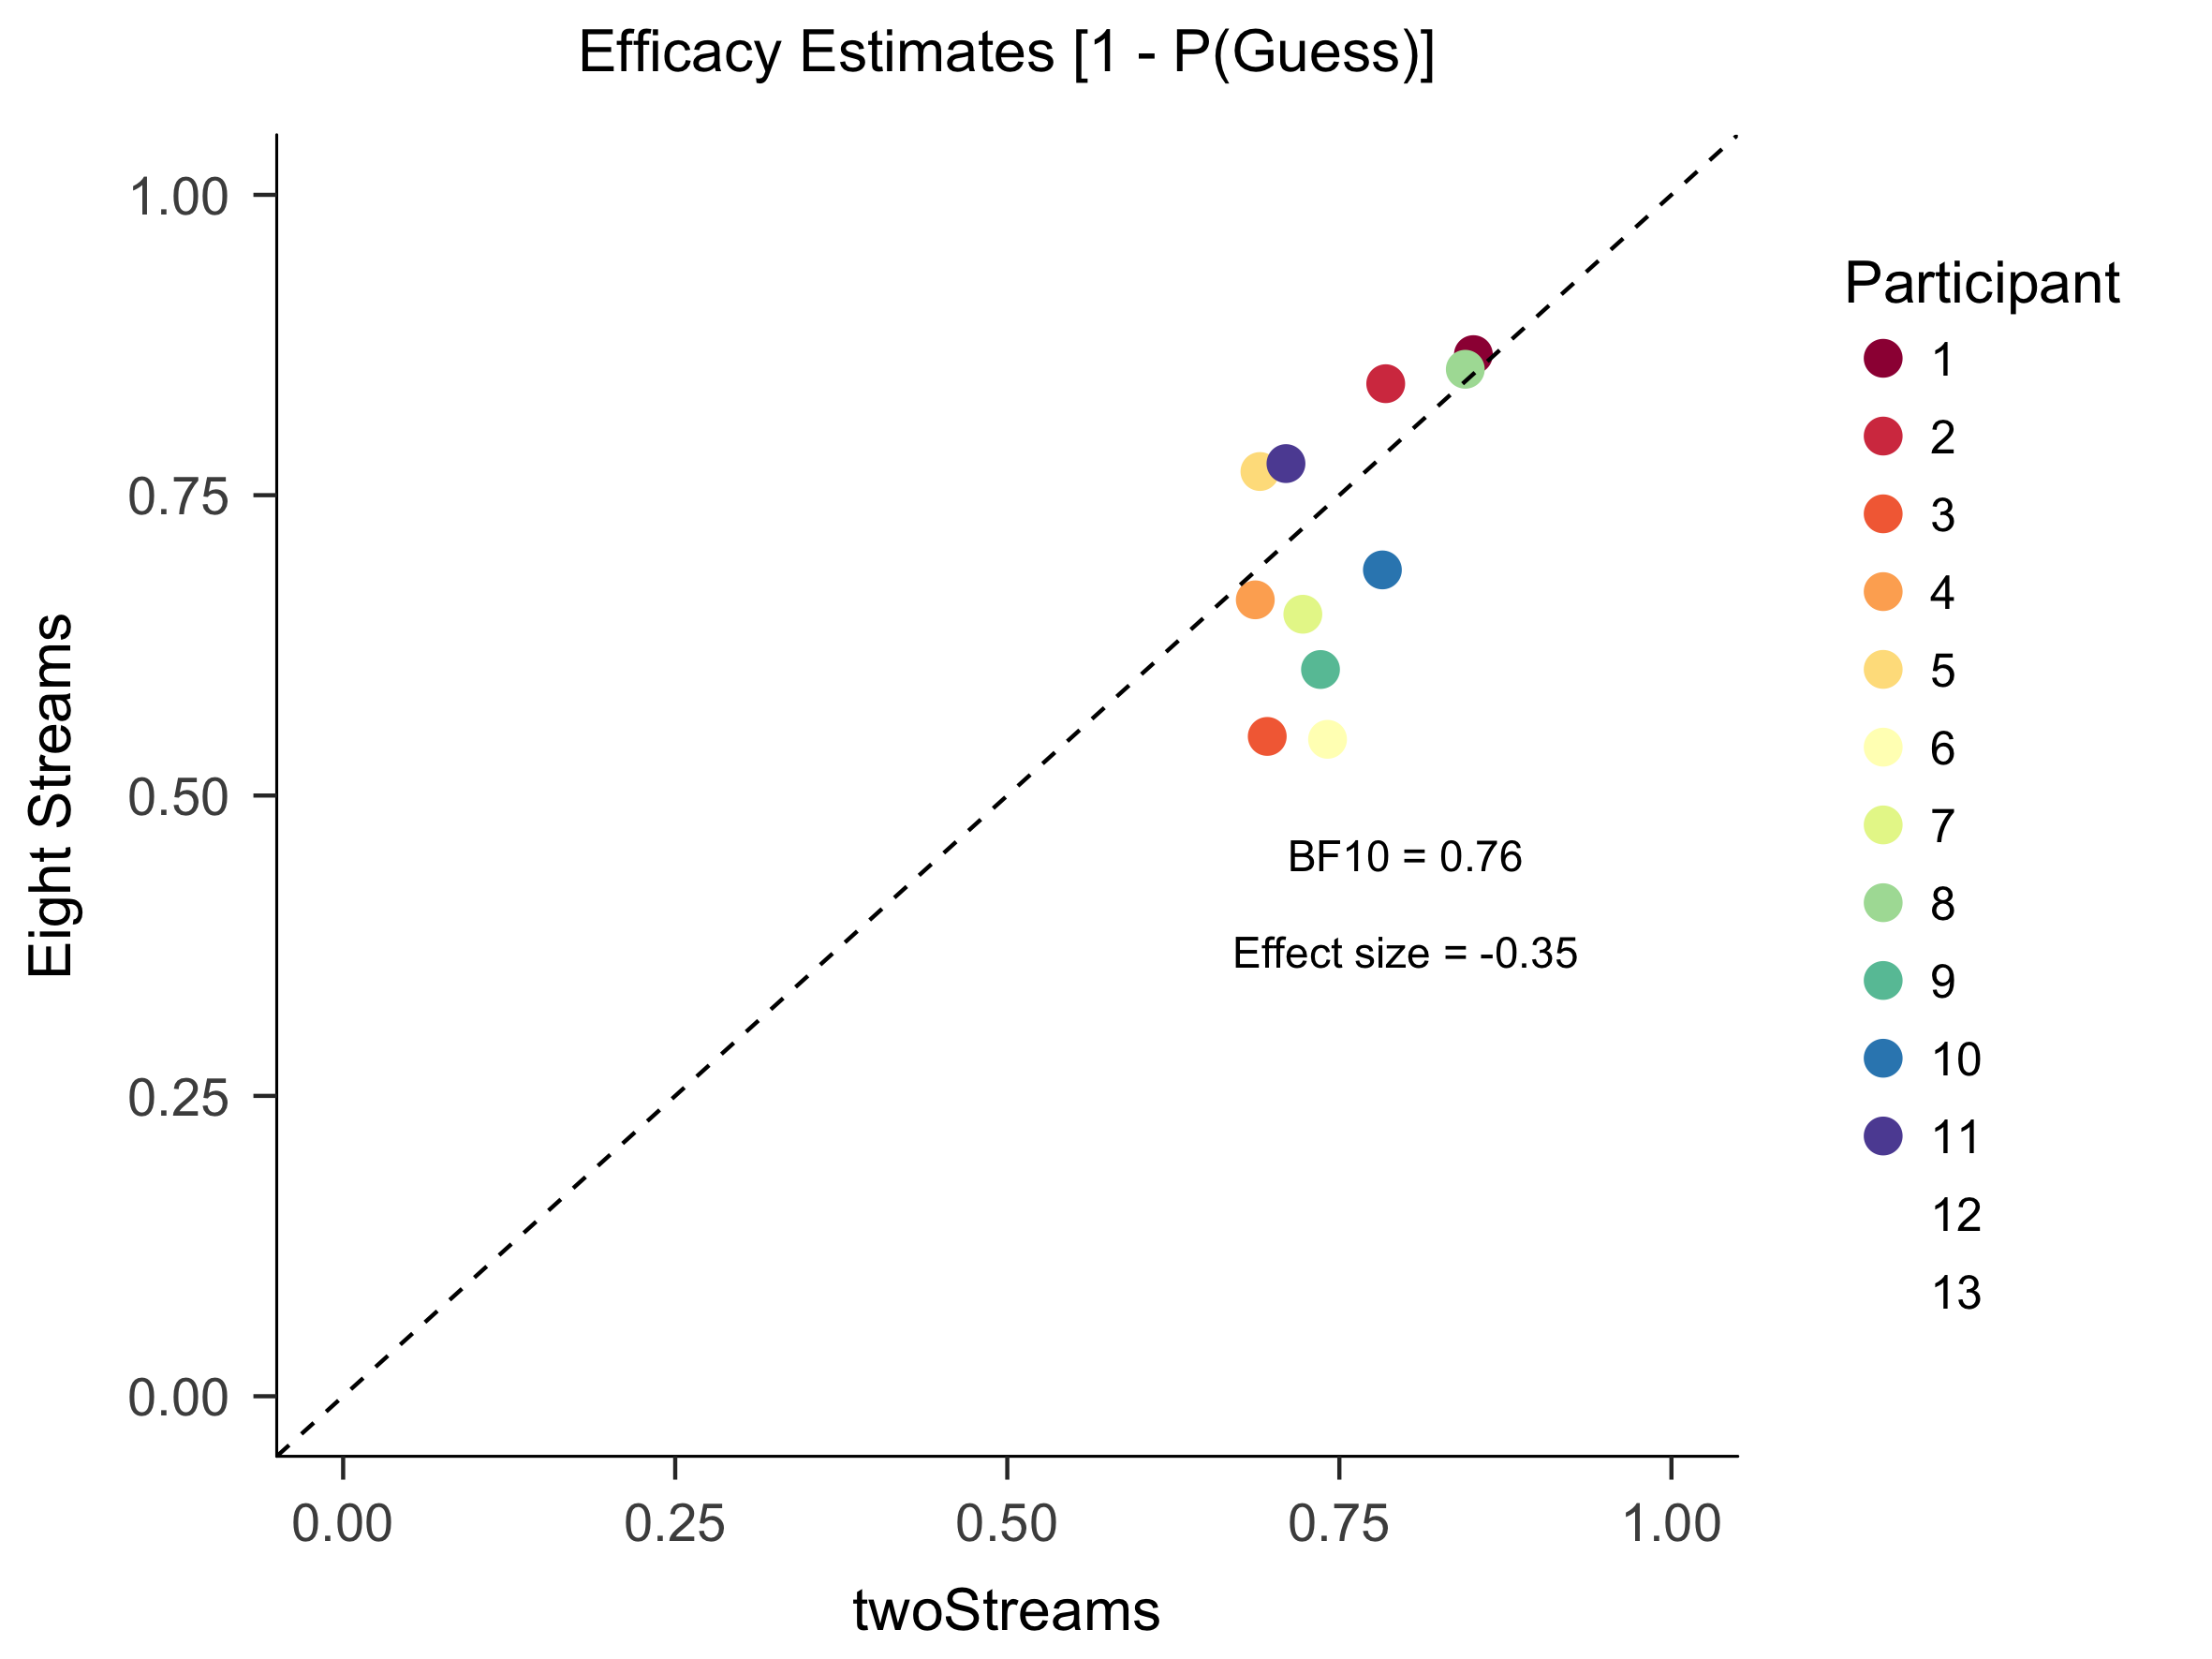 Efficacy Estimates [1 - P(Guess)]
1.00
0.75
0.50
0.25
0.00
Eight Streams
BF10 = 0.76
Effect size = -0.35
0.00 0.25 0.50 0.75 1.00
twoStreams
Participant
1
2
3
4
5
6
7
8
9
10
11
12
13